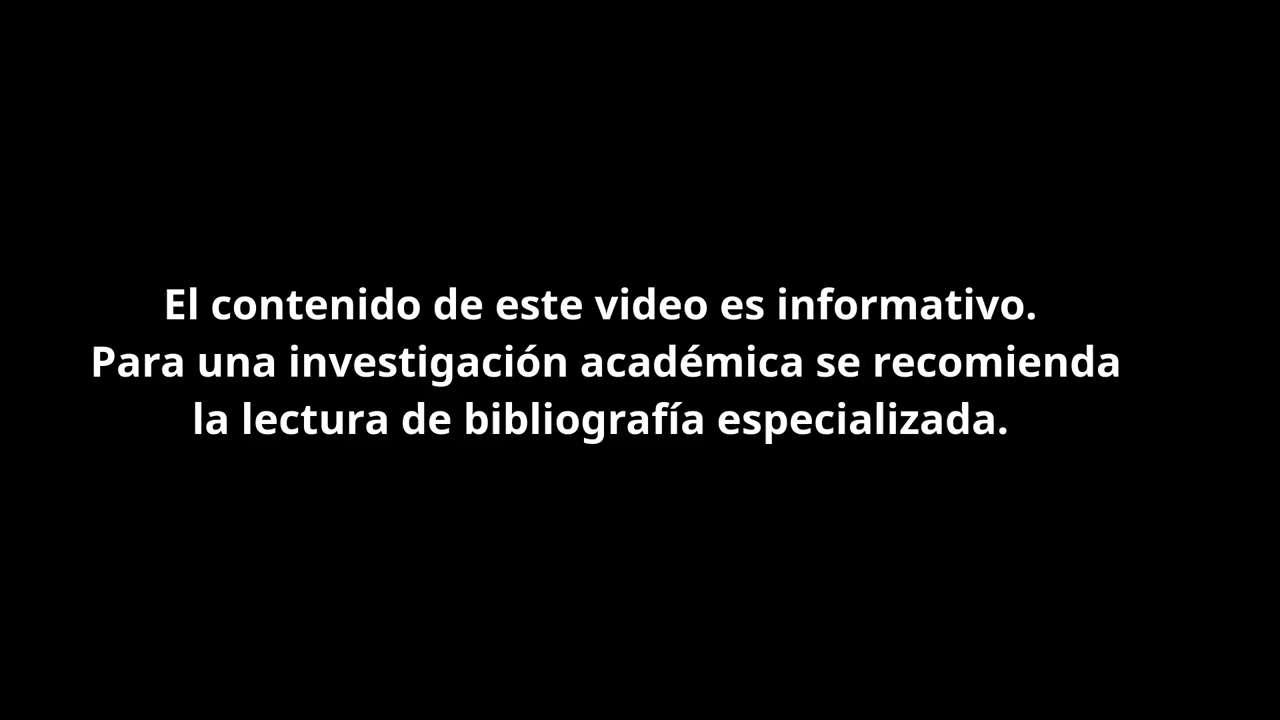 El contenido de este video es informativo.
Para una investigación académica se recomienda
la lectura de bibliografía especializada.